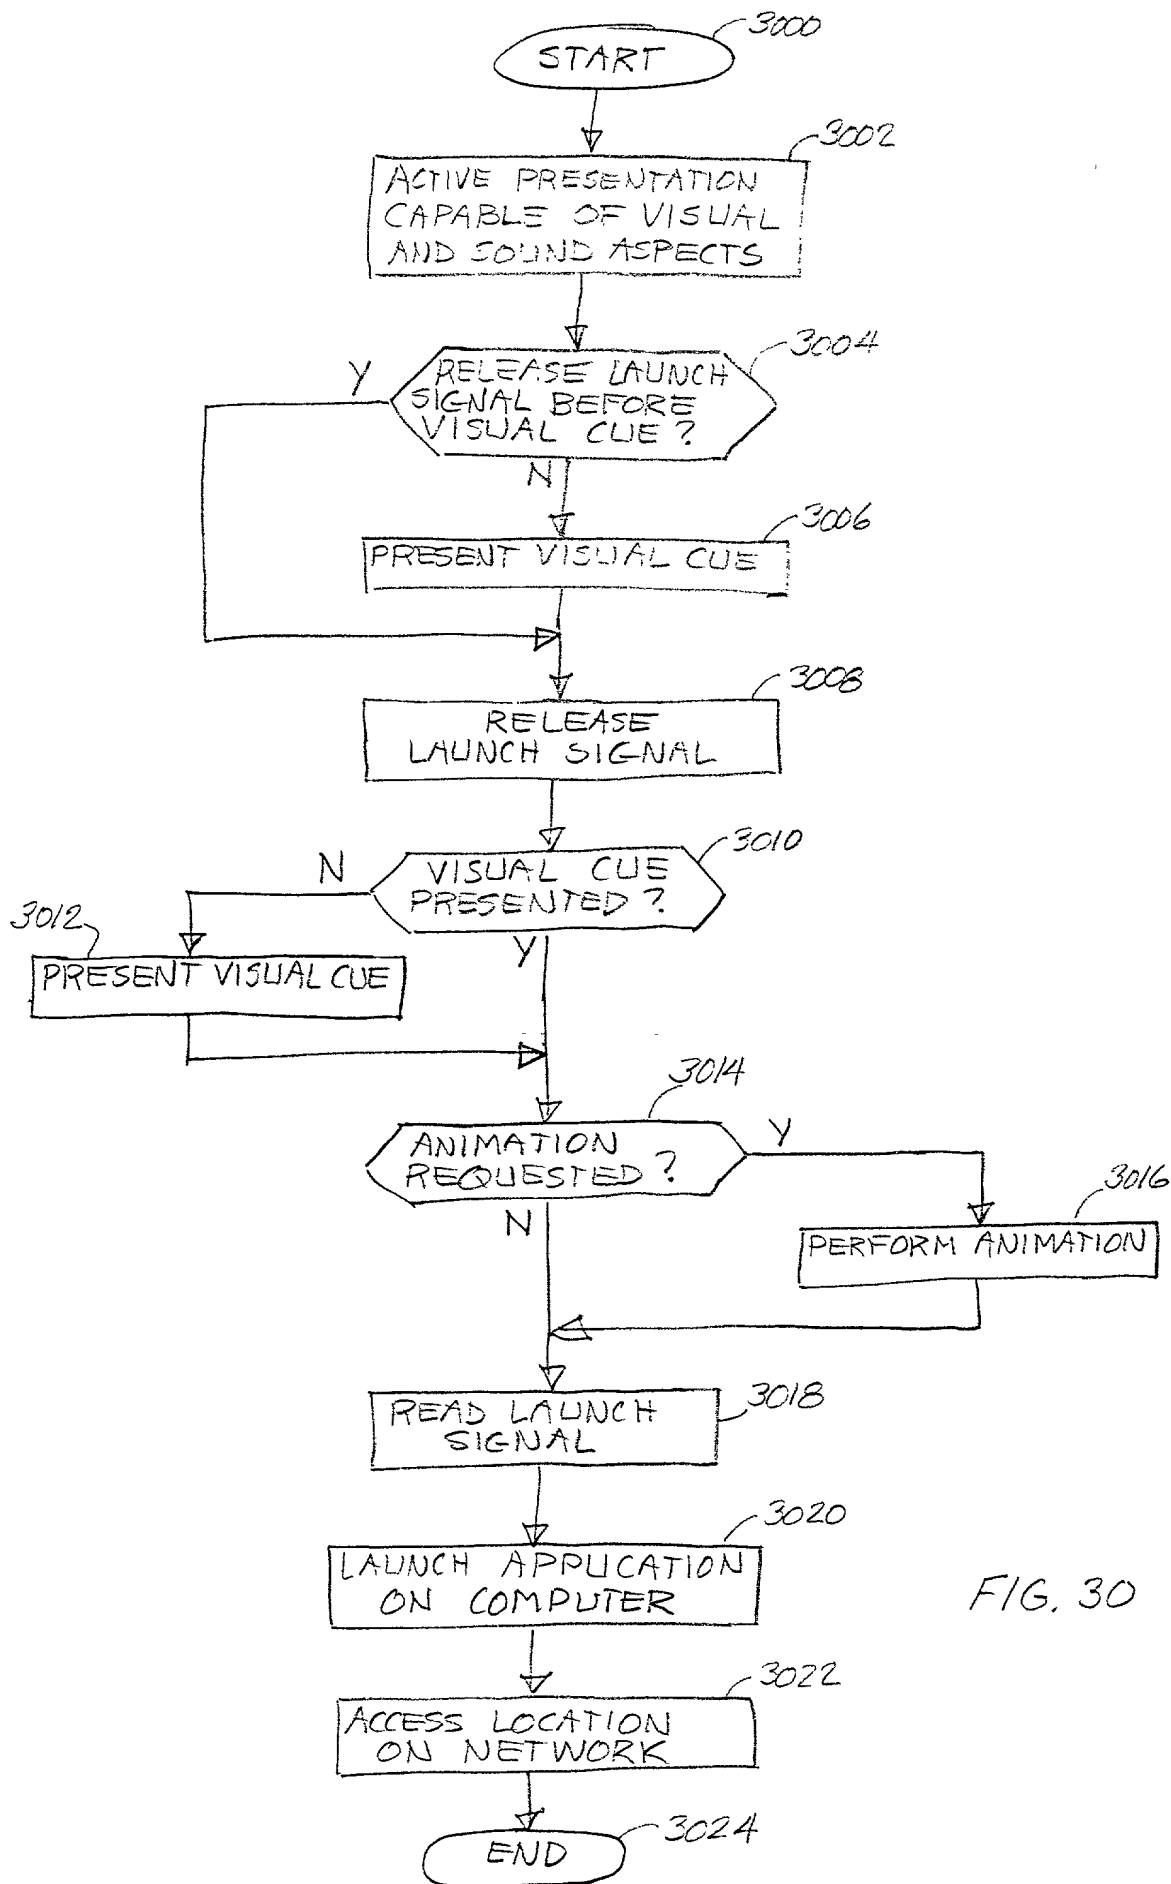 3000
START
3002
ACTIVE PRESENTATION
CAPABLE OF VISUAL
AND SOUND ASPECTS
3004
Y
RELEASE LAUNCH
SIGNAL BEFORE
VISUAL CUE?
N
3006
PRESENT VISUAL CUE
3008
RELEASE
LAUNCH SIGNAL
3010
N
VISUAL CUE
PRESENTED?
3012
Y
PRESENT VISUAL CUE
3014
ANIMATION
REQUESTED?
Y
3016
N
PERFORM ANIMATION
3018
READ LAUNCH
SIGNAL
3020
LAUNCH APPLICATION
ON COMPUTER
FIG. 30
3022
ACCESS LOCATION
ON NETWORK
3024
END